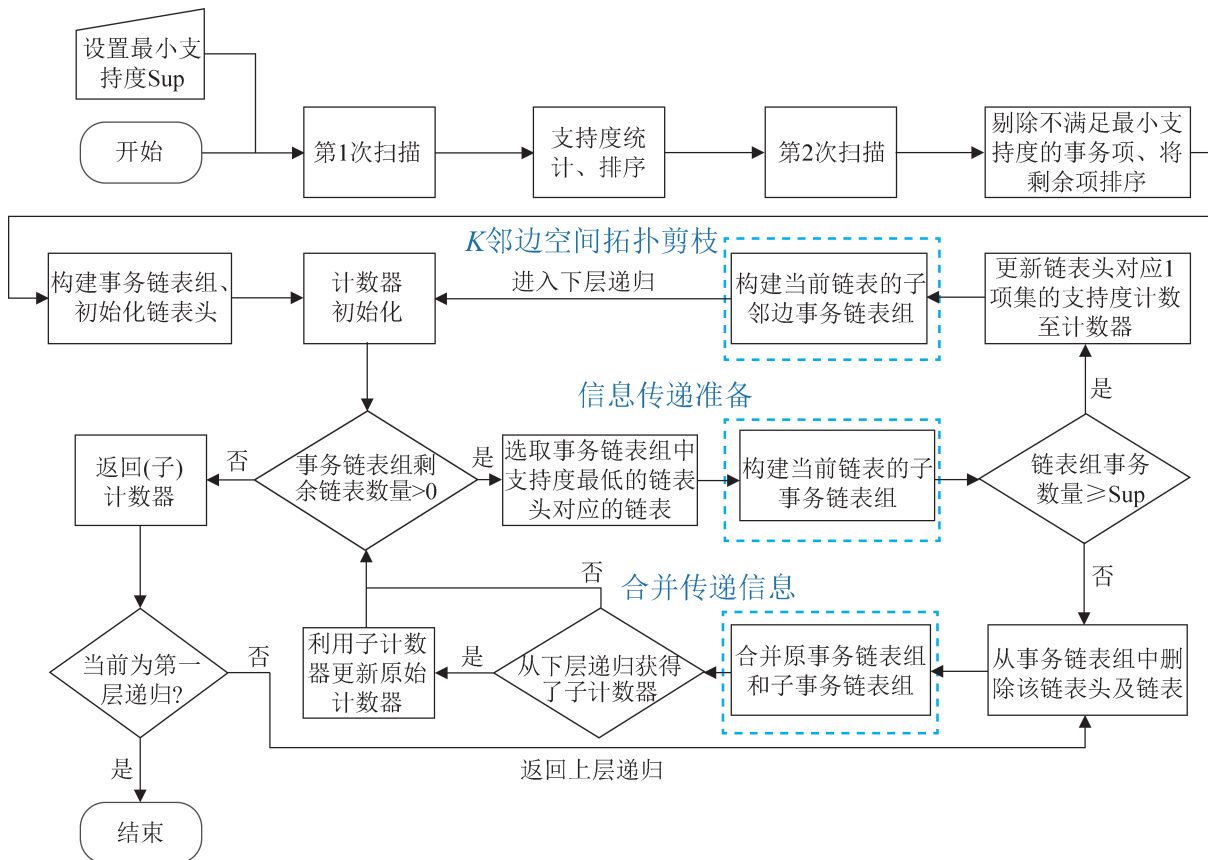 设置最小支
持度Sup
开始
第1次扫描
支持度统
计、排序
第2次扫描
剔除不满足最小支
持度的事务项、将
剩余项排序
K邻边空间拓扑剪枝
构建事务链表组、
初始化链表头
计数器
初始化
进入下层递归
构建当前链表的子
邻边事务链表组
更新链表头对应1
项集的支持度计数
至计数器
是
信息传递准备
返回(子)
计数器
否
事务链表组剩
余链表数量>0
是
选取事务链表组中
支持度最低的链表
头对应的链表
构建当前链表的子
事务链表组
链表组事务
数量≥Sup
否
否
合并传递信息
当前为第一
层递归?
否
利用子计数
器更新原始
计数器
是
从下层递归获得
了子计数器
合并原事务链表组
和子事务链表组
从事务链表组中删
除该链表头及链表
返回上层递归
是
结束